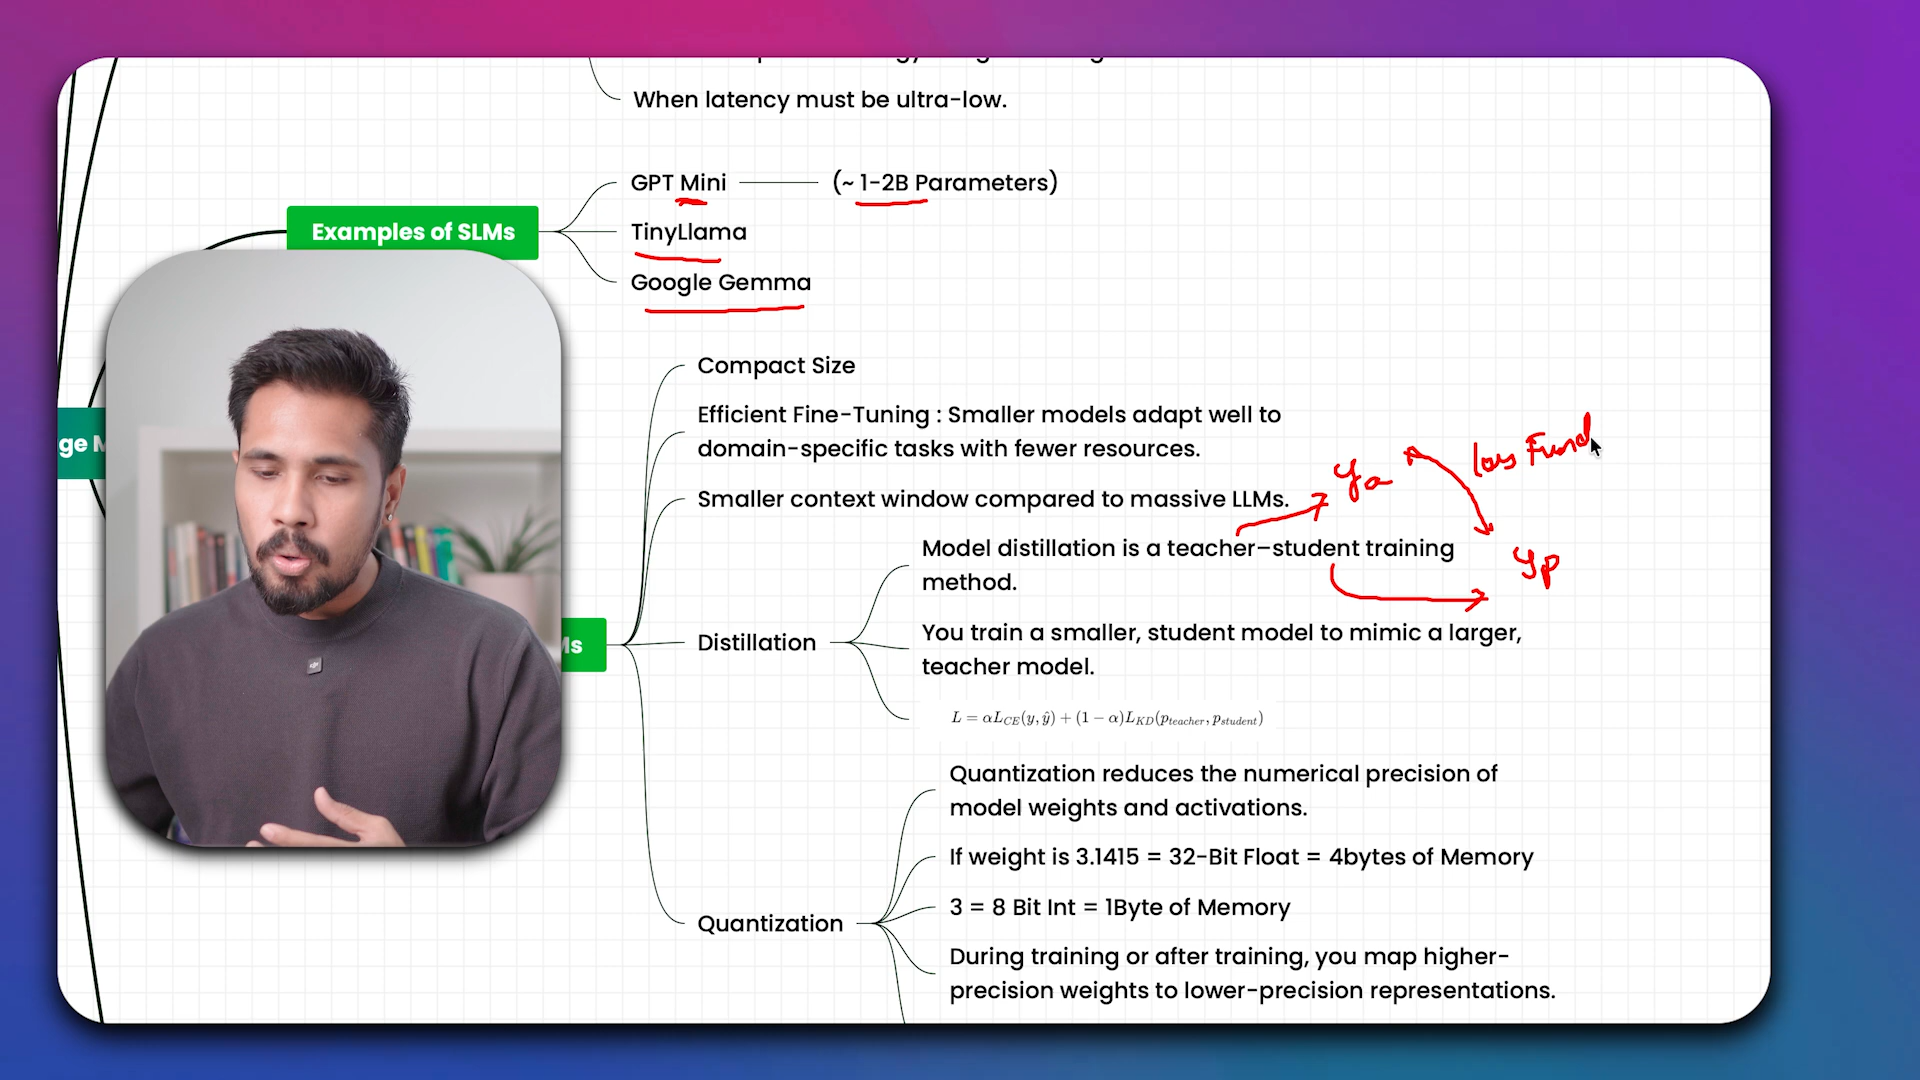 When latency must be ultra-low.
GPT Mini
(~ 1-2B Parameters)
Examples of SLMs
TinyLlama
Google Gemma
Compact Size
Efficient Fine-Tuning : Smaller models adapt well to
domain-specific tasks with fewer resources.
ge M
loss Fund
ya
Smaller context window compared to massive LLMs.
Model distillation is a teacher–student training
method.
yp
You train a smaller, student model to mimic a larger,
teacher model.
Distillation
Ms
L = αL_CE(y, ŷ) + (1 − α)L_KD(p_teacher, p_student)
Quantization reduces the numerical precision of
model weights and activations.
If weight is 3.1415 = 32-Bit Float = 4bytes of Memory
3 = 8 Bit Int = 1Byte of Memory
Quantization
During training or after training, you map higher-
precision weights to lower-precision representations.